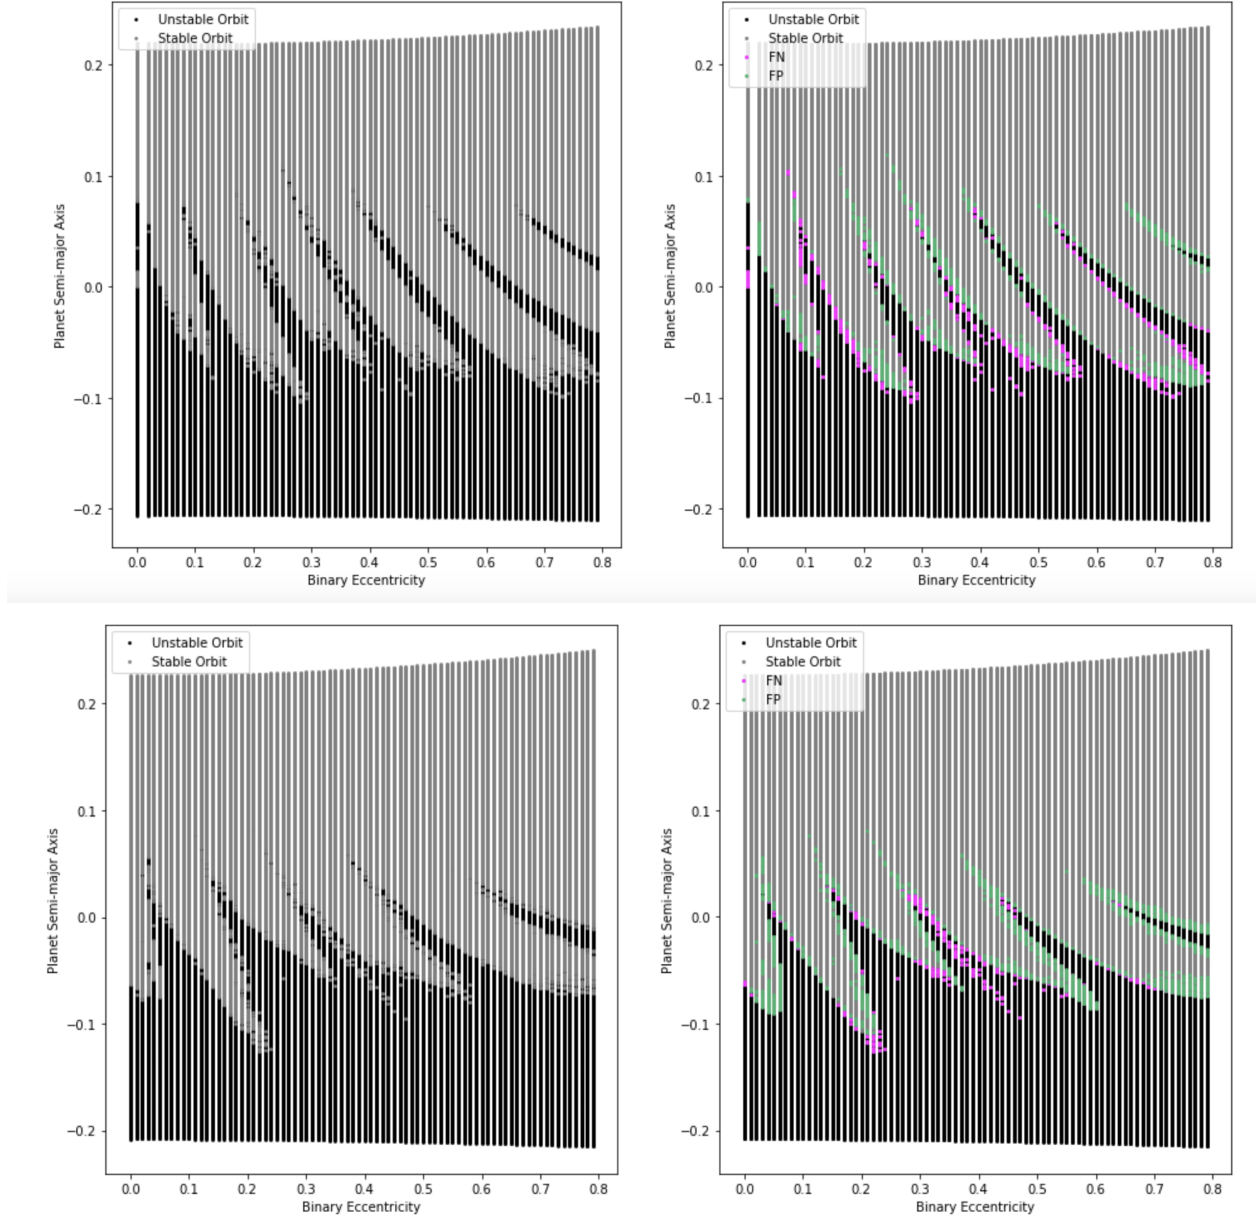 Unstable Orbit
Stable Orbit
0.2
0.1
0.0
−0.1
−0.2
Planet Semi-major Axis
0.0 0.1 0.2 0.3 0.4 0.5 0.6 0.7 0.8
Binary Eccentricity
Unstable Orbit
Stable Orbit
FN
FP
0.2
0.1
0.0
−0.1
−0.2
Planet Semi-major Axis
0.0 0.1 0.2 0.3 0.4 0.5 0.6 0.7 0.8
Binary Eccentricity
Unstable Orbit
Stable Orbit
0.2
0.1
0.0
−0.1
−0.2
Planet Semi-major Axis
0.0 0.1 0.2 0.3 0.4 0.5 0.6 0.7 0.8
Binary Eccentricity
Unstable Orbit
Stable Orbit
FN
FP
0.2
0.1
0.0
−0.1
−0.2
Planet Semi-major Axis
0.0 0.1 0.2 0.3 0.4 0.5 0.6 0.7 0.8
Binary Eccentricity